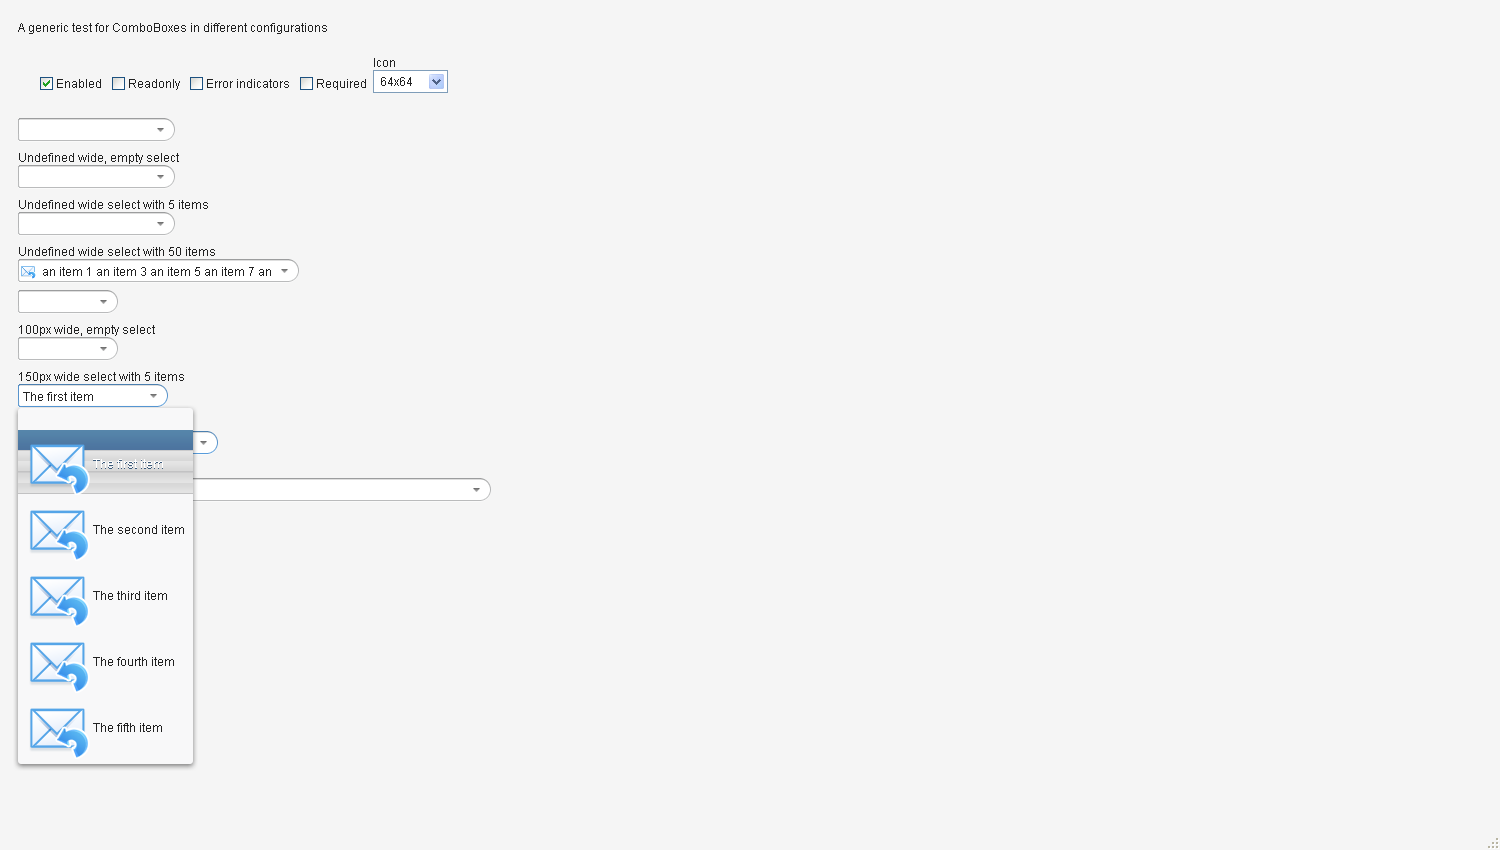 A generic test for ComboBoxes in different configurations
Icon
Enabled Readonly Error indicators Required 64x64
Undefined wide, empty select
Undefined wide select with 5 items
Undefined wide select with 50 items
an item 1 an item 3 an item 5 an item 7 an
100px wide, empty select
150px wide select with 5 items
The first item
The first item
The second item
The third item
The fourth item
The fifth item